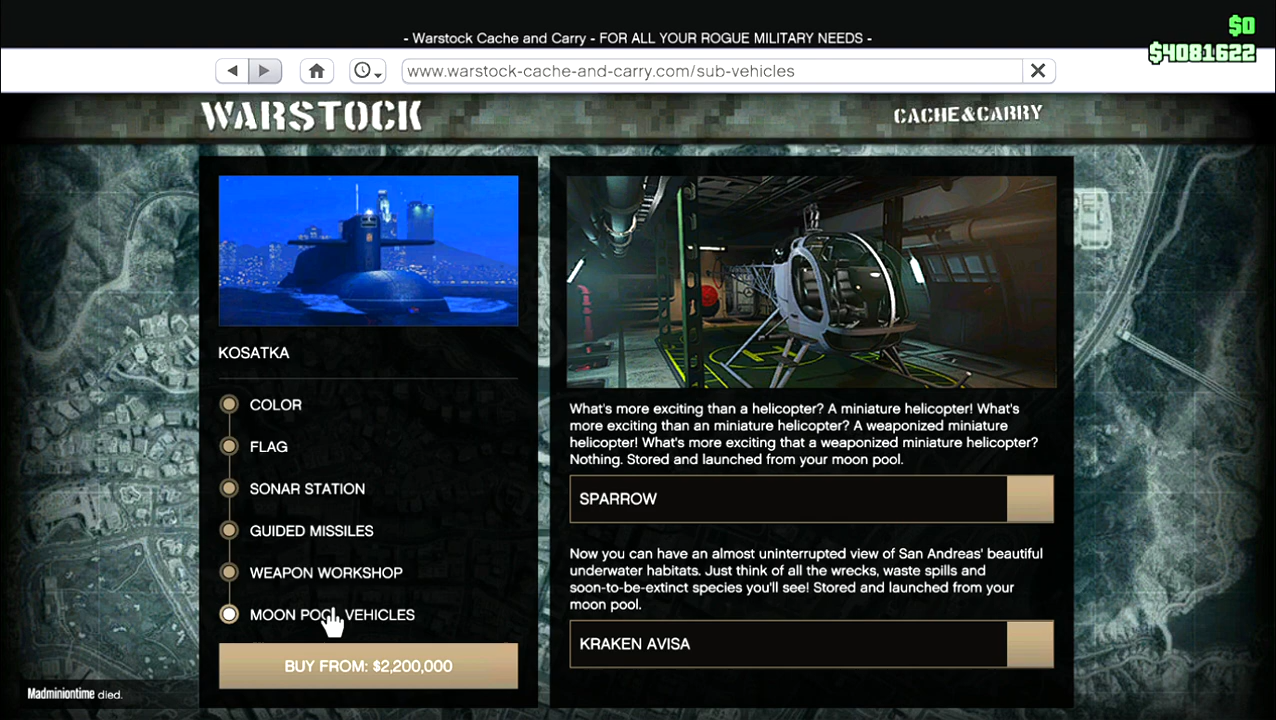 $0
$4081622
- Warstock Cache and Carry - FOR ALL YOUR ROGUE MILITARY NEEDS -
www.warstock-cache-and-carry.com/sub-vehicles
WARSTOCK
CACHE&CARRY
KOSATKA
COLOR
FLAG
SONAR STATION
GUIDED MISSILES
WEAPON WORKSHOP
MOON POOL VEHICLES
BUY FROM: $2,200,000
What's more exciting than a helicopter? A miniature helicopter! What's
more exciting than an miniature helicopter? A weaponized miniature
helicopter! What's more exciting that a weaponized miniature helicopter?
Nothing. Stored and launched from your moon pool.
SPARROW
Now you can have an almost uninterrupted view of San Andreas' beautiful
underwater habitats. Just think of all the wrecks, waste spills and
soon-to-be-extinct species you'll see! Stored and launched from your
moon pool.
KRAKEN AVISA
Madminiontime died.